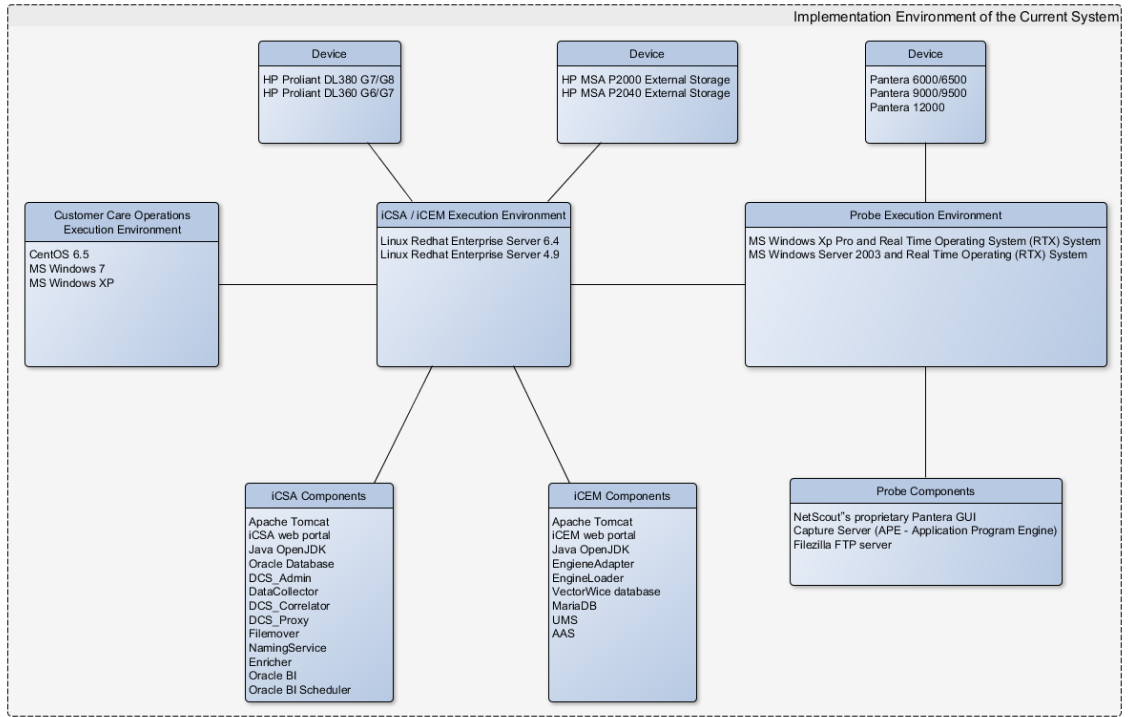 Implementation Environment of the Current System
Device
HP Proliant DL380 G7/G8
HP Proliant DL360 G6/G7
Device
HP MSA P2000 External Storage
HP MSA P2040 External Storage
Device
Pantera 6000/6500
Pantera 9000/9500
Pantera 12000
Customer Care Operations
Execution Environment
CentOS 6.5
MS Windows 7
MS Windows XP
iCSA / iCEM Execution Environment
Linux Redhat Enterprise Server 6.4
Linux Redhat Enterprise Server 4.9
Probe Execution Environment
MS Windows Xp Pro and Real Time Operating System (RTX) System
MS Windows Server 2003 and Real Time Operating (RTX) System
iCSA Components
Apache Tomcat
iCSA web portal
Java OpenJDK
Oracle Database
DCS_Admin
DataCollector
DCS_Correlator
DCS_Proxy
Filemover
NamingService
Enricher
Oracle BI
Oracle BI Scheduler
iCEM Components
Apache Tomcat
iCEM web portal
Java OpenJDK
EngieneAdapter
EngineLoader
VectorWice database
MariaDB
UMS
AAS
Probe Components
NetScout"s proprietary Pantera GUI
Capture Server (APE - Application Program Engine)
Filezilla FTP server